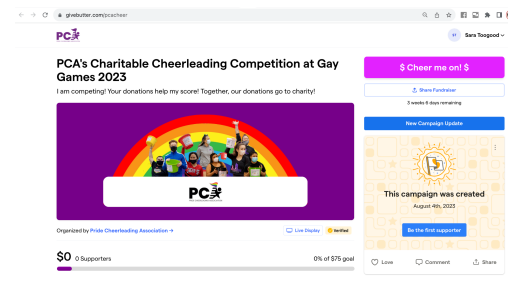 givebutter.com/pcacheer
PCA
ST
Sara Toogood
PCA's Charitable Cheerleading Competition at Gay
Games 2023
I am competing! Your donations help my score! Together, our donations go to charity!
PCA
Organized by Pride Cheerleading Association →
Live Display
Verified
$0 0 Supporters
0% of $75 goal
$ Cheer me on! $
Share Fundraiser
3 weeks 6 days remaining
New Campaign Update
This campaign was created
August 4th, 2023
Be the first supporter
Love
Comment
Share